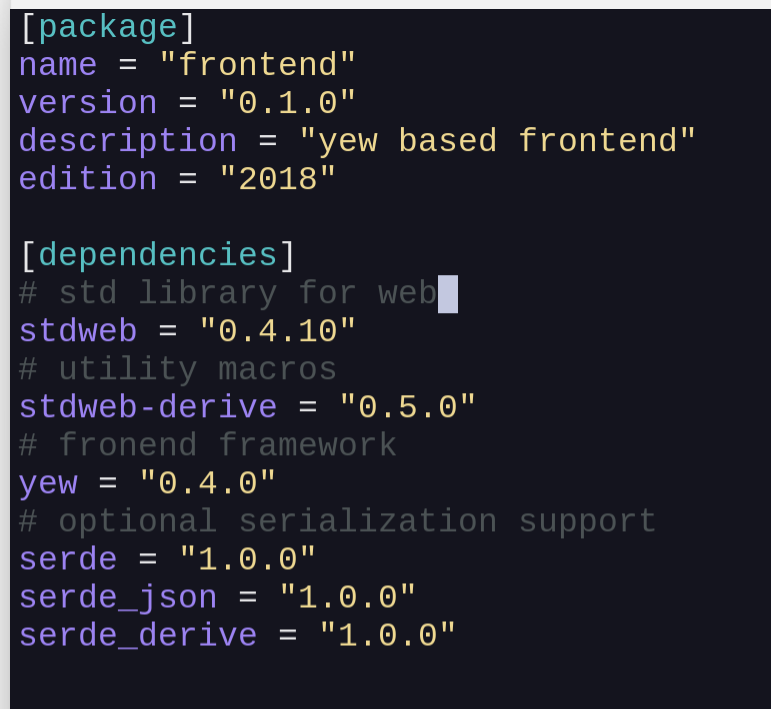 [package]
name = "frontend"
version = "0.1.0"
description = "yew based frontend"
edition = "2018"

[dependencies]
# std library for web
stdweb = "0.4.10"
# utility macros
stdweb-derive = "0.5.0"
# fronend framework
yew = "0.4.0"
# optional serialization support
serde = "1.0.0"
serde_json = "1.0.0"
serde_derive = "1.0.0"